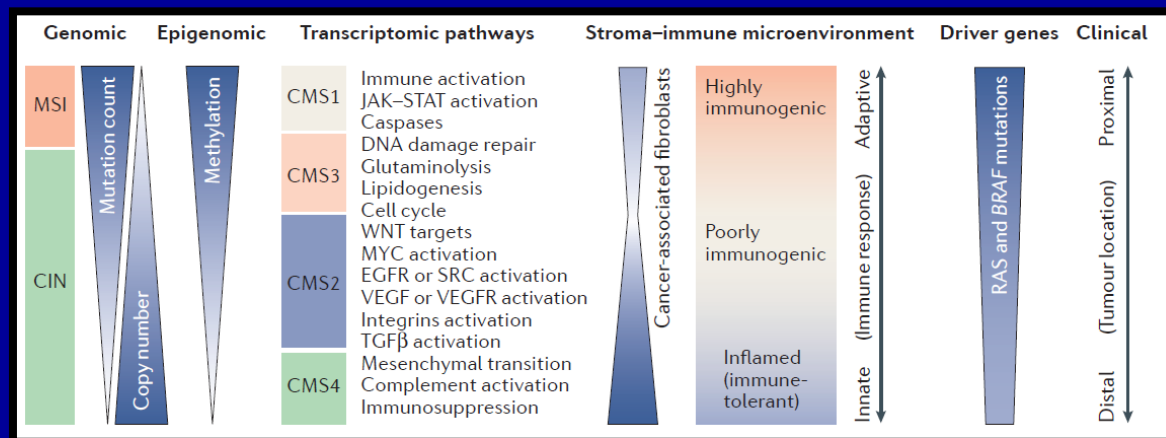 Genomic
Epigenomic
Transcriptomic pathways
Stroma–immune microenvironment
Driver genes
Clinical
MSI
CIN
Mutation count
Copy number
Methylation
CMS1
CMS3
CMS2
CMS4
Immune activation
JAK–STAT activation
Caspases
DNA damage repair
Glutaminolysis
Lipidogenesis
Cell cycle
WNT targets
MYC activation
EGFR or SRC activation
VEGF or VEGFR activation
Integrins activation
TGFβ activation
Mesenchymal transition
Complement activation
Immunosuppression
Cancer-associated fibroblasts
Highly
immunogenic
Poorly
immunogenic
Inflamed
(immune-
tolerant)
Innate (Immune response) Adaptive
RAS and BRAF mutations
Distal (Tumour location) Proximal